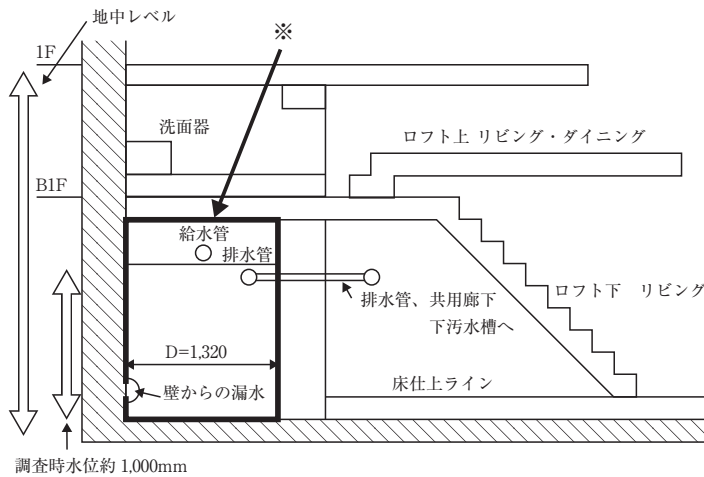 地中レベル
1F
※
洗面器
ロフト上 リビング・ダイニング
B1F
給水管
排水管
排水管、共用廊下
下汚水槽へ
ロフト下 リビング
D=1,320
壁からの漏水
床仕上ライン
調査時水位約 1,000mm